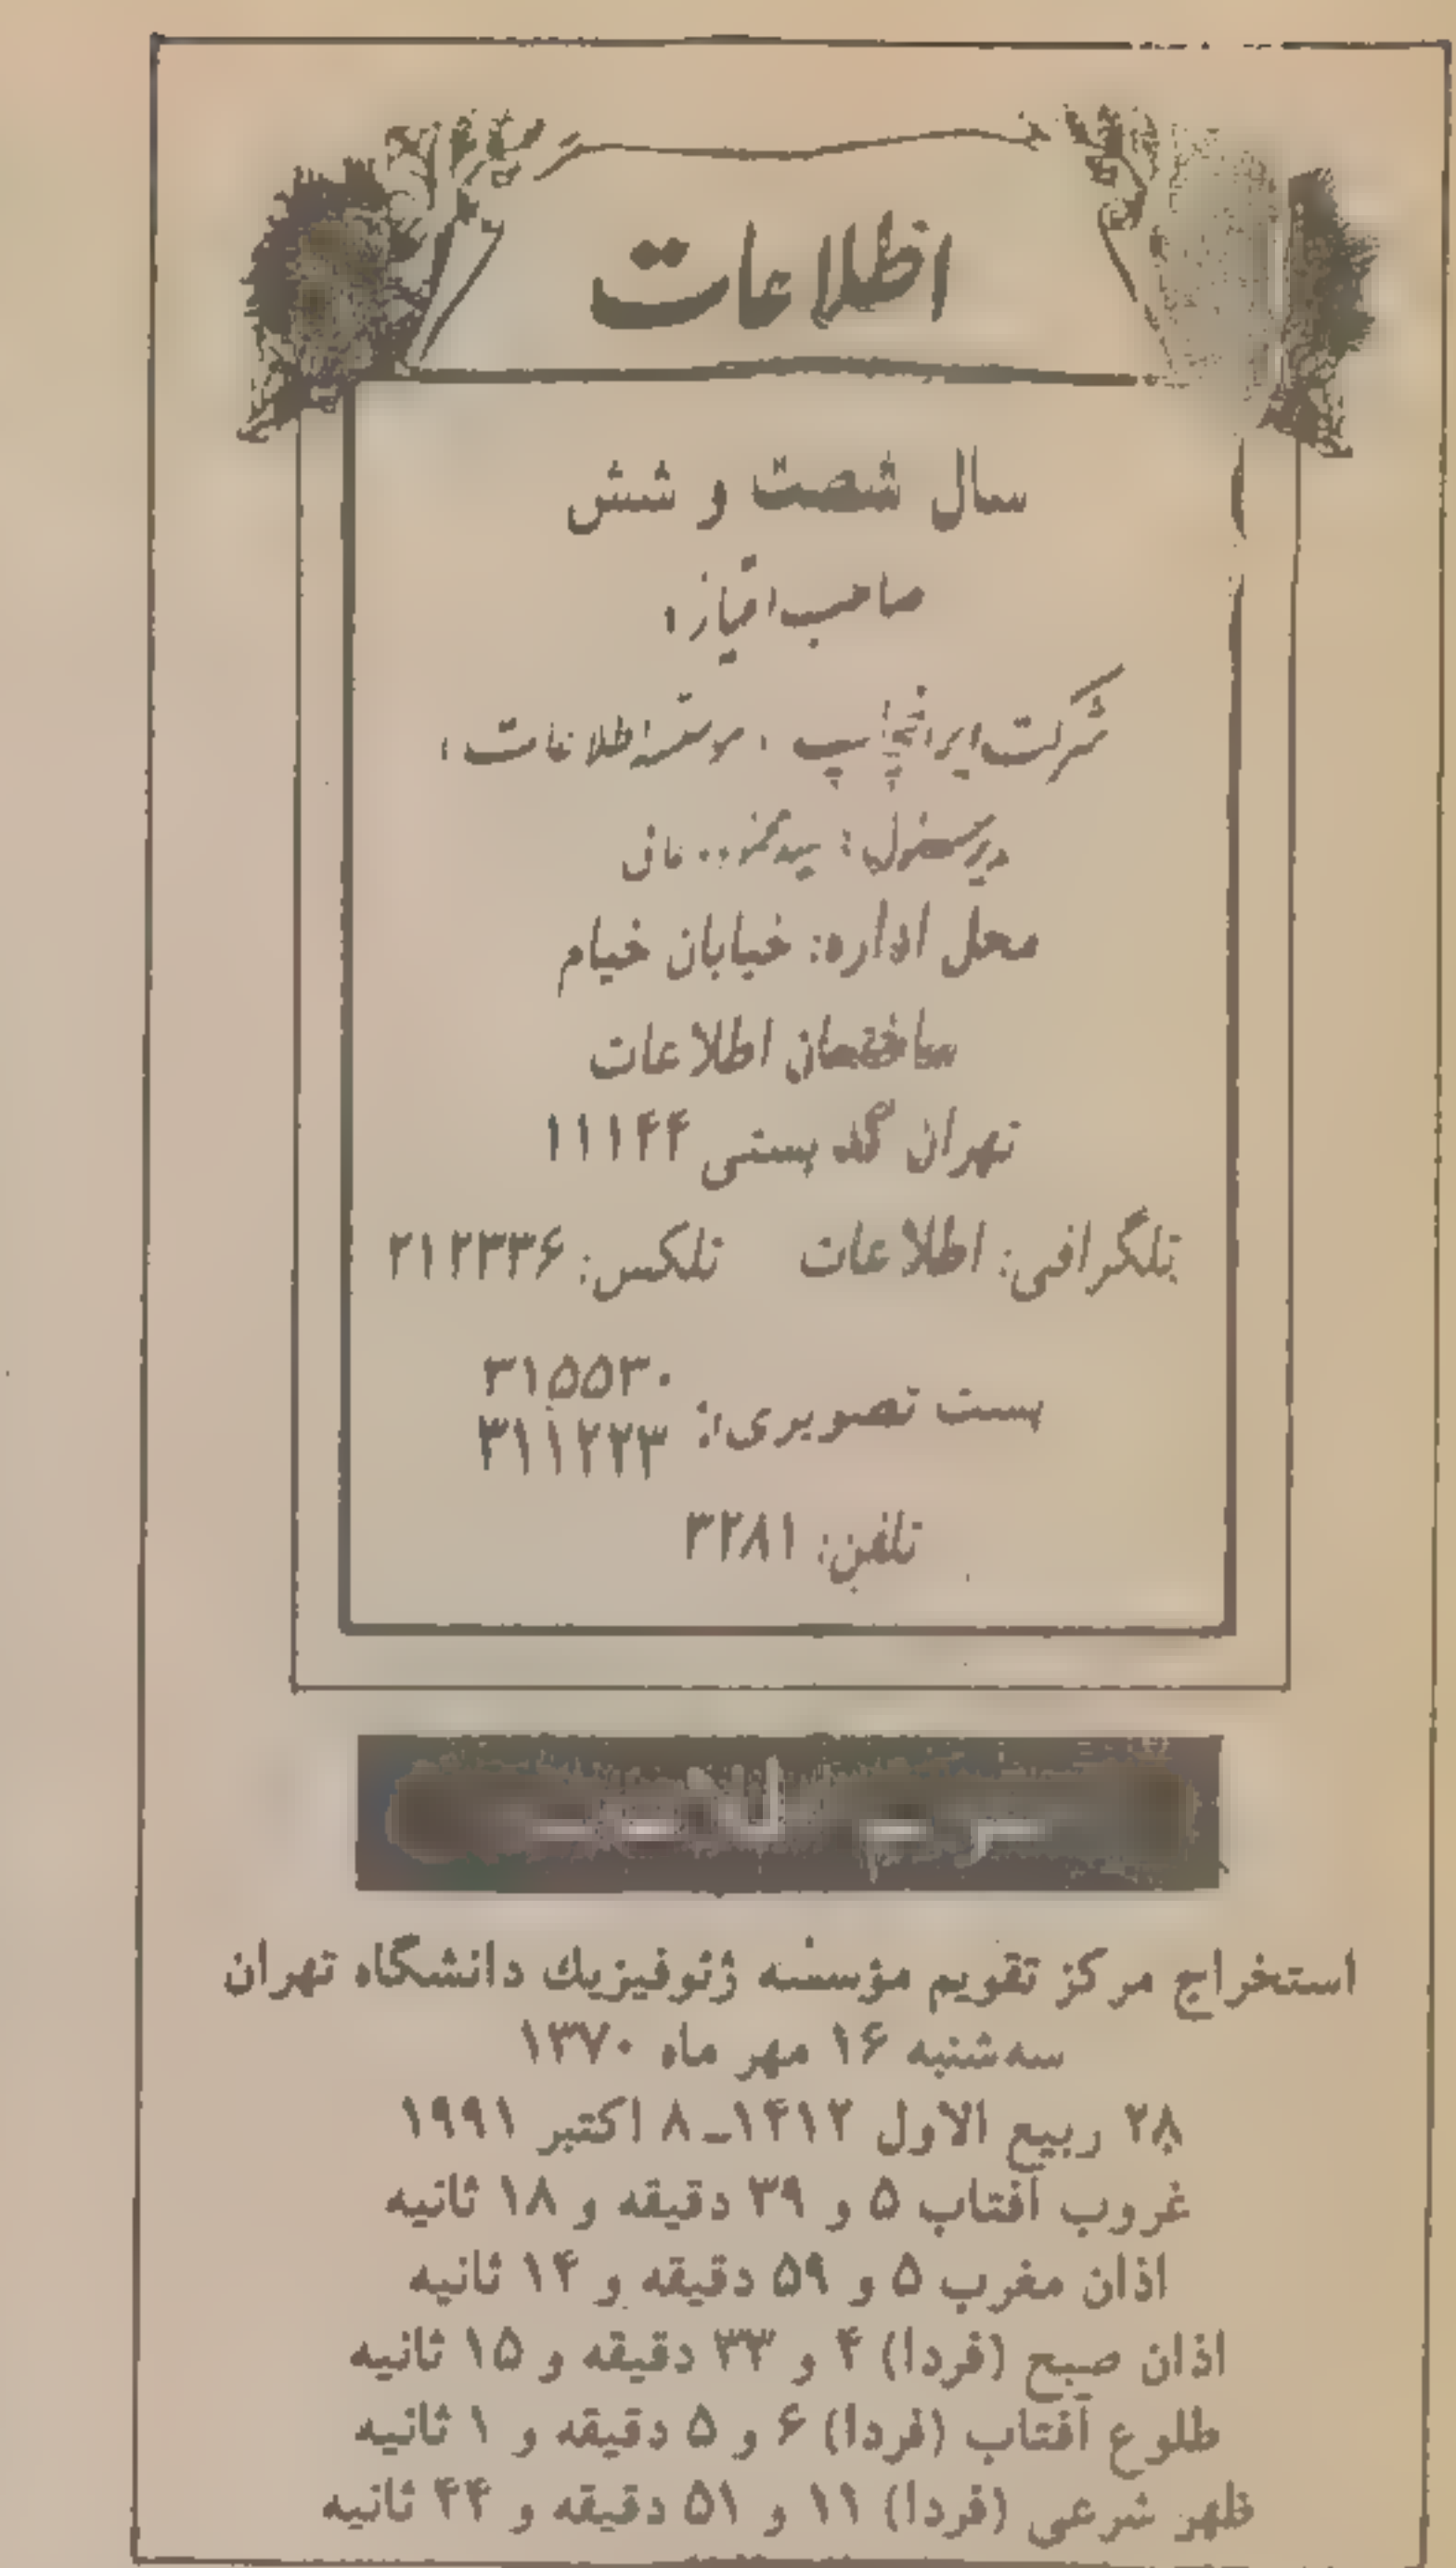 اطلاعات
سال شصت و شش
صاحب امتیاز:
شرکت ایرانچاپ «موسسه اطلاعات»
مدیر مسئول: سید
محل اداره: خیابان خیام
ساختمان اطلاعات
تهران کد پستی ۱۱۱۴۴
تلگرافی: اطلاعات تلکس: ۲۱۲۳۳۶
پست تصویری: ۳۱۵۵۳۰
۳۱۱۲۲۳
تلفن: ۳۲۸۱
استخراج مرکز تقویم مؤسسه ژئوفیزیك دانشگاه تهران
سه‌شنبه ۱۶ مهر ماه ۱۳۷۰
۲۸ ربیع الاول ۱۴۱۲ـ ۸ اکتبر ۱۹۹۱
غروب آفتاب ۵ و ۳۹ دقیقه و ۱۸ ثانیه
اذان مغرب ۵ و ۵۹ دقیقه و ۱۴ ثانیه
اذان صبح (فردا) ۴ و ۳۳ دقیقه و ۱۵ ثانیه
طلوع آفتاب (فردا) ۶ و ۵ دقیقه و ۱ ثانیه
ظهر شرعی (فردا) ۱۱ و ۵۱ دقیقه و ۴۴ ثانیه